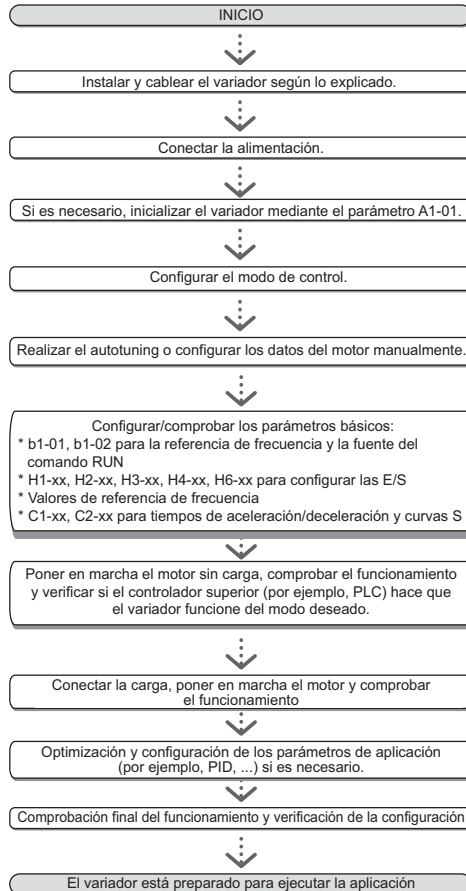 INICIO
Instalar y cablear el variador según lo explicado.
Conectar la alimentación.
Si es necesario, inicializar el variador mediante el parámetro A1-01.
Configurar el modo de control.
Realizar el autotuning o configurar los datos del motor manualmente.
Configurar/comprobar los parámetros básicos:
* b1-01, b1-02 para la referencia de frecuencia y la fuente del
comando RUN
* H1-xx, H2-xx, H3-xx, H4-xx, H6-xx para configurar las E/S
* Valores de referencia de frecuencia
* C1-xx, C2-xx para tiempos de aceleración/deceleración y curvas S
Poner en marcha el motor sin carga, comprobar el funcionamiento
y verificar si el controlador superior (por ejemplo, PLC) hace que
el variador funcione del modo deseado.
Conectar la carga, poner en marcha el motor y comprobar
el funcionamiento
Optimización y configuración de los parámetros de aplicación
(por ejemplo, PID, ...) si es necesario.
Comprobación final del funcionamiento y verificación de la configuración
El variador está preparado para ejecutar la aplicación